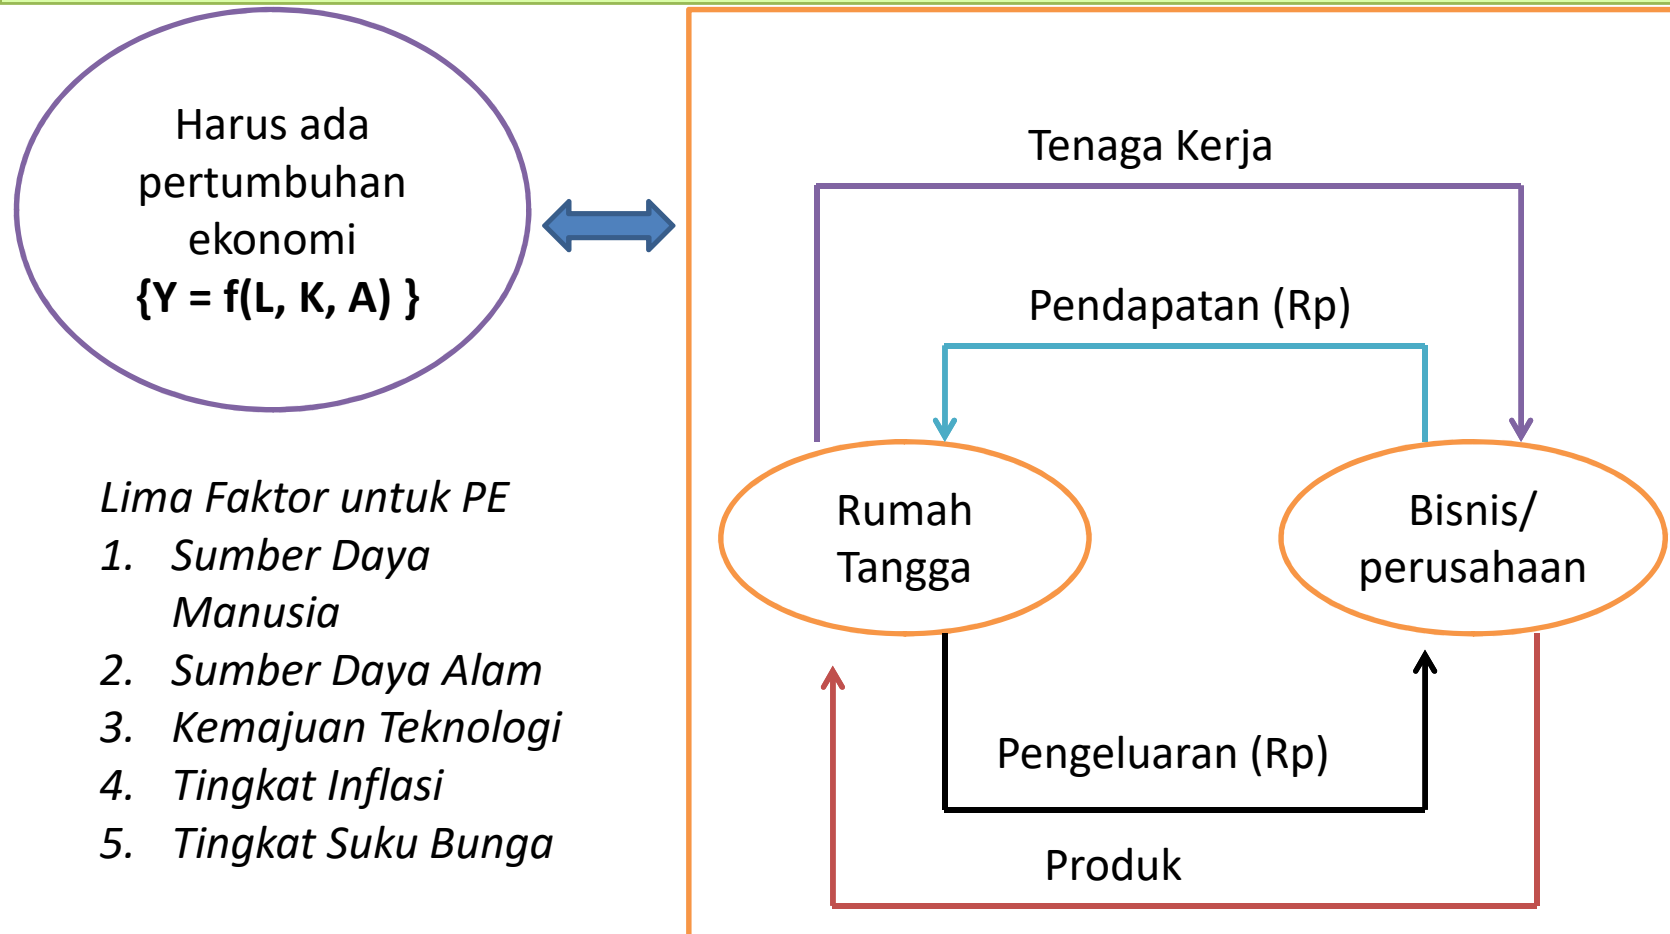 Harus ada
pertumbuhan
ekonomi
{Y = f(L, K, A) }
Lima Faktor untuk PE
1. Sumber Daya
Manusia
2. Sumber Daya Alam
3. Kemajuan Teknologi
4. Tingkat Inflasi
5. Tingkat Suku Bunga
Tenaga Kerja
Pendapatan (Rp)
Rumah
Tangga
Bisnis/
perusahaan
Pengeluaran (Rp)
Produk